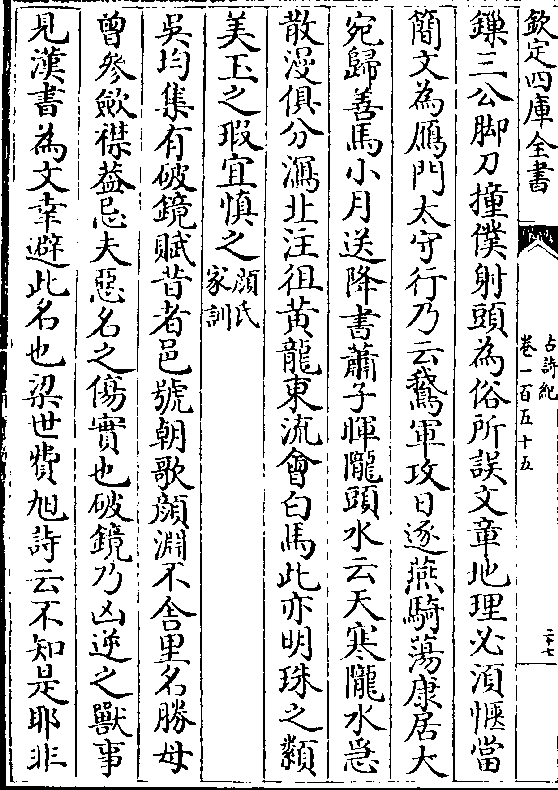 欽定四庫全書
古詩紀
卷一百五十五
二十七
鏁三公脚刀撞僕射頭為俗所誤文章地理必須愜當
簡文為鴈門太守行乃云鵞軍攻日逐燕騎蕩康居大
宛歸善馬小月送降書蕭子暉隴頭水云天寒隴水急
散漫俱分瀉北注徂黃龍東流會白馬此亦明珠之纇
美玉之瑕宜慎之顔氏
家訓
吳均集有破鏡賦昔者邑號朝歌顔淵不舍里名勝母
曾參歛襟葢忌夫惡名之傷實也破鏡乃凶逆之獸事
見漢書為文幸避此名也梁世費旭詩云不知是耶非